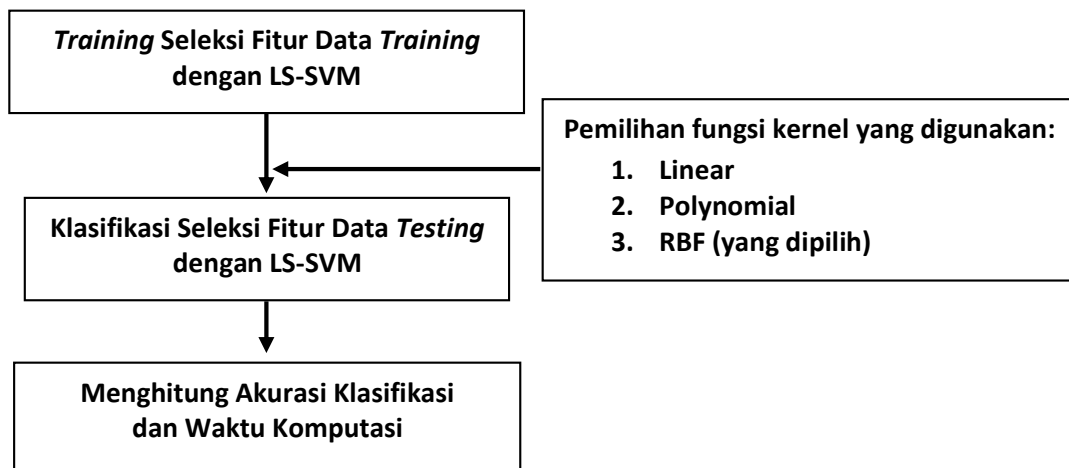 Training Seleksi Fitur Data Training
dengan LS-SVM
Pemilihan fungsi kernel yang digunakan:
1. Linear
2. Polynomial
3. RBF (yang dipilih)
Klasifikasi Seleksi Fitur Data Testing
dengan LS-SVM
Menghitung Akurasi Klasifikasi
dan Waktu Komputasi